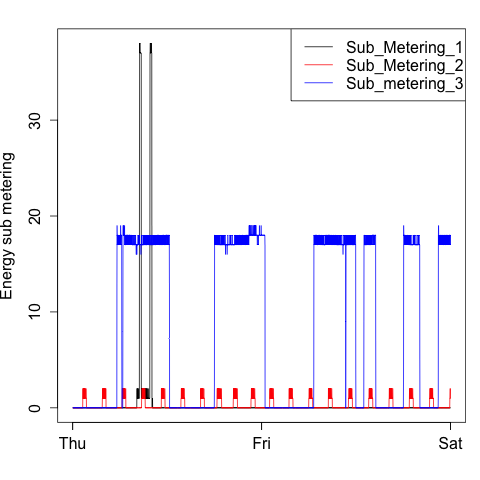 Sub_Metering_1
Sub_Metering_2
Sub_metering_3
Energy sub metering
30
20
10
0
Thu Fri Sat